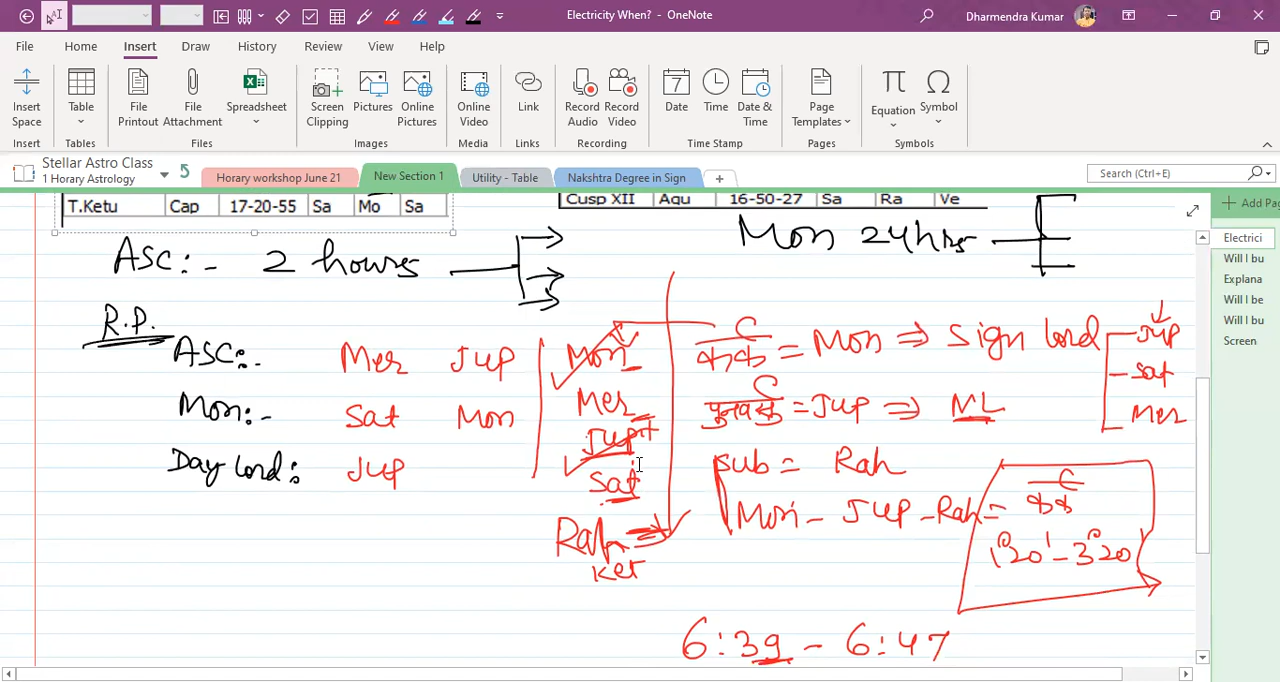 Electricity When? - OneNote
Dharmendra Kumar
File Home Insert Draw History Review View Help
Insert Space
Table
File Printout
File Attachment
Spreadsheet
Screen Clipping
Pictures
Online Pictures
Online Video
Link
Record Audio
Record Video
Date
Time
Date & Time
Page Templates
Equation
Symbol
Insert Tables Files Images Media Links Recording Time Stamp Pages Symbols
Stellar Astro Class
1 Horary Astrology
Horary workshop June 21
New Section 1
Utility - Table
Nakshtra Degree in Sign
Search (Ctrl+E)
Add Pag
Electrici
Will I be
Explana
Will I be
Will I bu
Screen
T.Ketu Cap 17-20-55 Sa Mo Sa
Cusp XII Aqu 16-50-27 Sa Ra Ve
Mon 24hrs
ASC:- 2 hours
R.P.
ASC:- Mer Jup
Mon:- Sat Mon
Day lord: Jup
Mon
Mer
Jup
Sat
Rah
Ket
कर्क = Mon ⇒ Sign lord
Jup
Sat
Mer
पुनर्वसु = Jup ⇒ NL
Sub = Rah
Mon - Jup - Rah =
कर्क
1°20' - 3°20
6:39 - 6:47